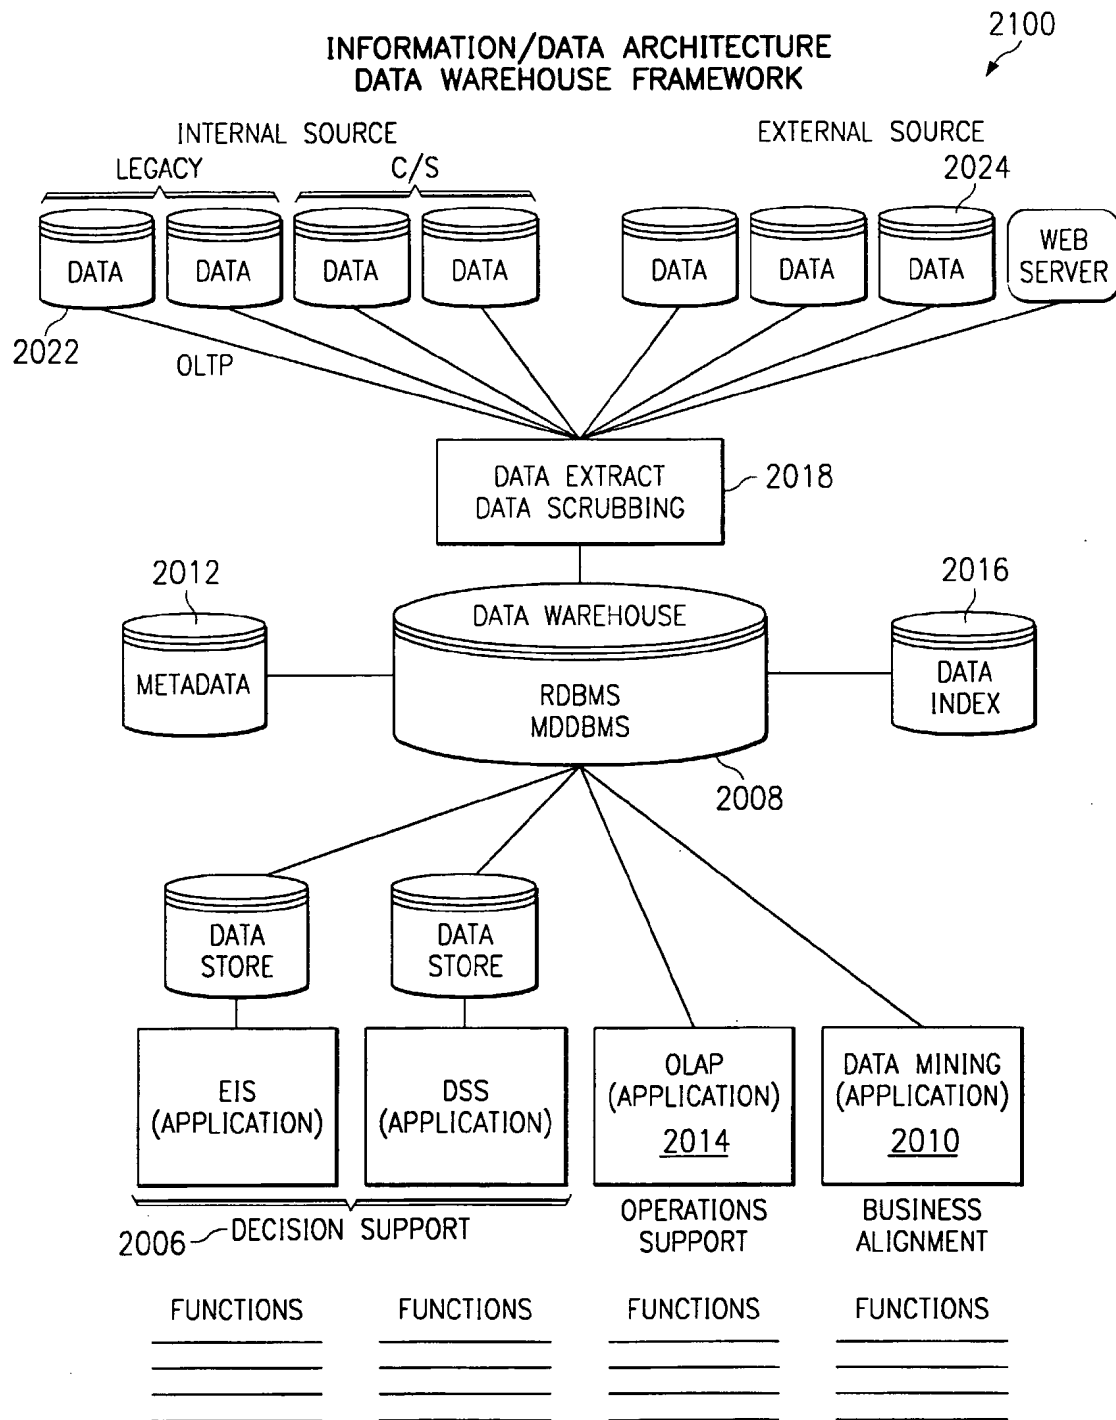 2100
INFORMATION/DATA ARCHITECTURE
DATA WAREHOUSE FRAMEWORK
INTERNAL SOURCE
EXTERNAL SOURCE
LEGACY
C/S
2024
DATA
DATA
DATA
DATA
DATA
DATA
DATA
WEB
SERVER
2022
OLTP
DATA EXTRACT
DATA SCRUBBING
2018
2012
2016
DATA WAREHOUSE
METADATA
RDBMS
MDDBMS
DATA
INDEX
2008
DATA
STORE
DATA
STORE
EIS
(APPLICATION)
DSS
(APPLICATION)
OLAP
(APPLICATION)
2014
DATA MINING
(APPLICATION)
2010
2006
DECISION SUPPORT
OPERATIONS
SUPPORT
BUSINESS
ALIGNMENT
FUNCTIONS
FUNCTIONS
FUNCTIONS
FUNCTIONS